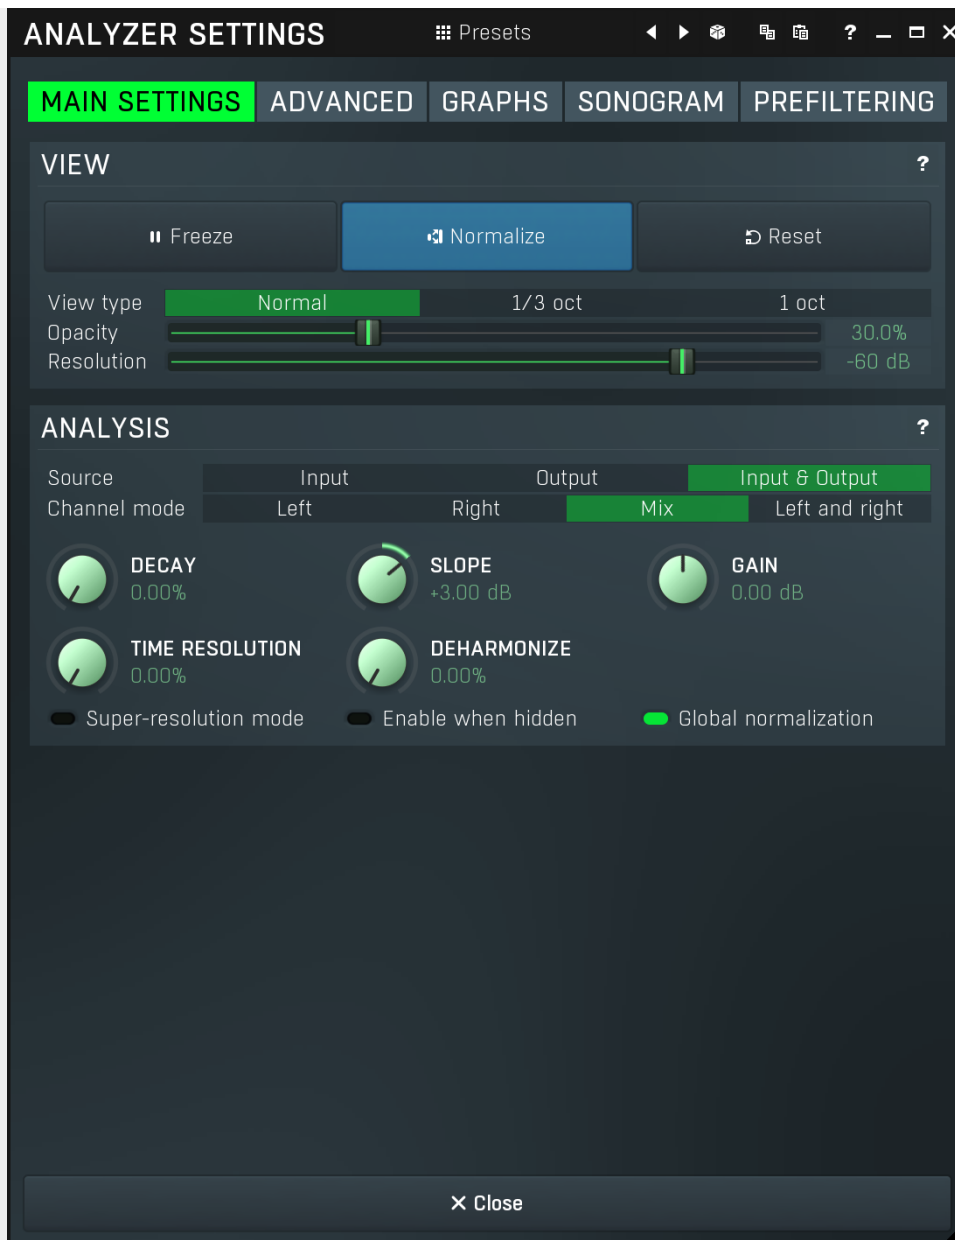 ANALYZER SETTINGS Presets ?
MAIN SETTINGS ADVANCED GRAPHS SONOGRAM PREFILTERING
VIEW ?
Freeze Normalize Reset
View type Normal 1/3 oct 1 oct
Opacity 30.0%
Resolution -60 dB
ANALYSIS ?
Source Input Output Input & Output
Channel mode Left Right Mix Left and right
DECAY SLOPE GAIN
0.00% +3.00 dB 0.00 dB
TIME RESOLUTION DEHARMONIZE
0.00% 0.00%
Super-resolution mode Enable when hidden Global normalization
Close